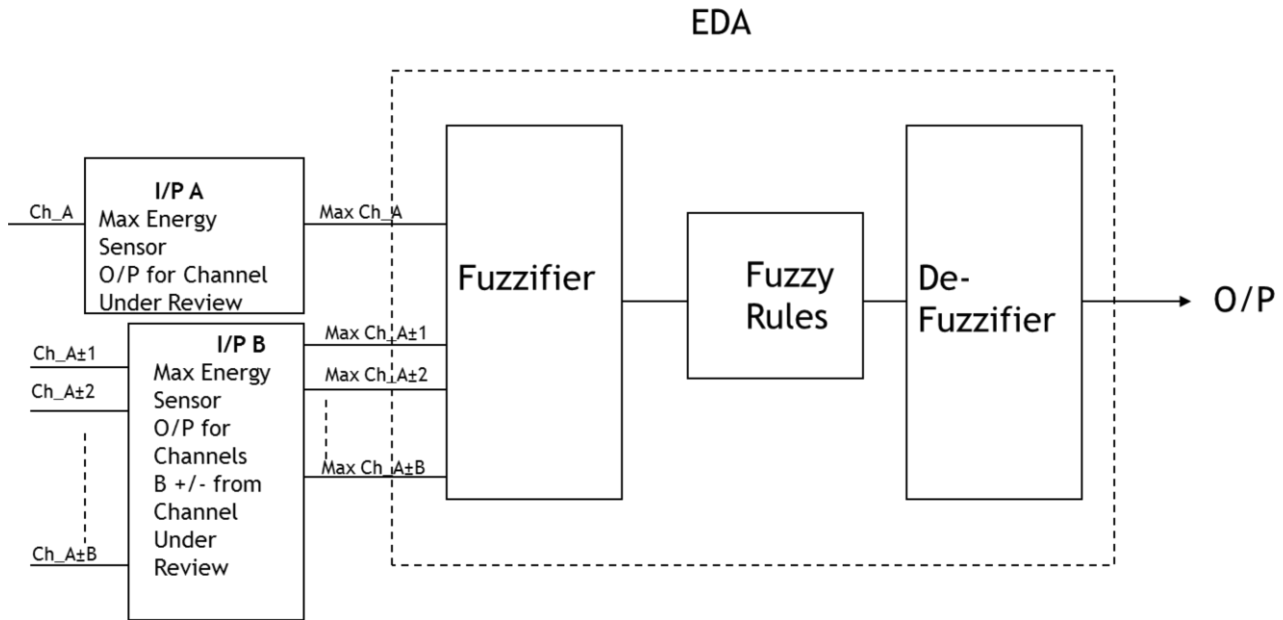 EDA
Ch_A
I/P A
Max Energy
Sensor
O/P for Channel
Under Review
Max Ch_A
Ch_A±1
Ch_A±2
Ch_A±B
I/P B
Max Energy
Sensor
O/P for
Channels
B +/- from
Channel
Under
Review
Max Ch_A±1
Max Ch_A±2
Max Ch_A±B
Fuzzifier
Fuzzy
Rules
De-
Fuzzifier
O/P